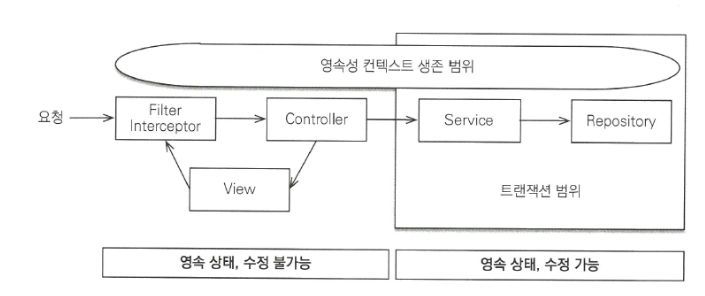 영속성 컨텍스트 생존 범위
요청
Filter
Interceptor
Controller
Service
Repository
View
트랜잭션 범위
영속 상태, 수정 불가능
영속 상태, 수정 가능